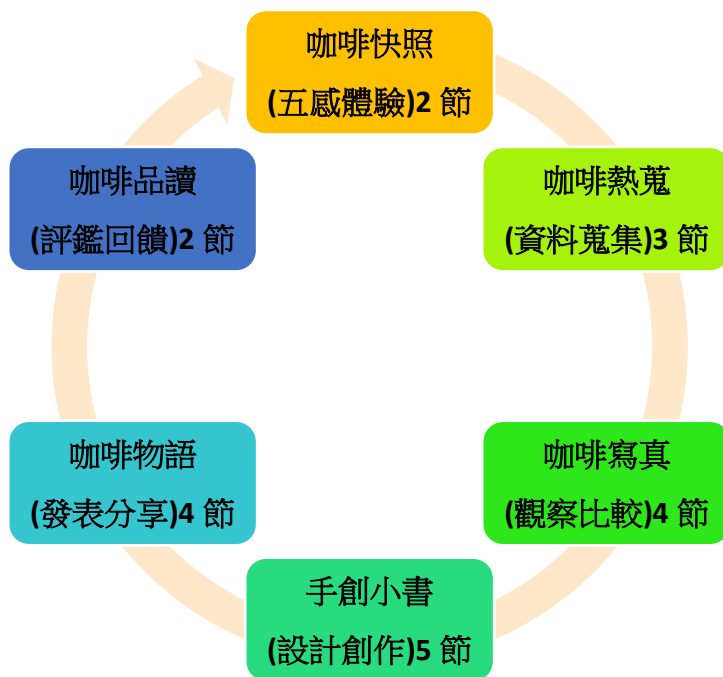 咖啡快照
(五感體驗)2 節
咖啡熱蒐
(資料蒐集)3 節
咖啡寫真
(觀察比較)4 節
手創小書
(設計創作)5 節
咖啡物語
(發表分享)4 節
咖啡品讀
(評鑑回饋)2 節